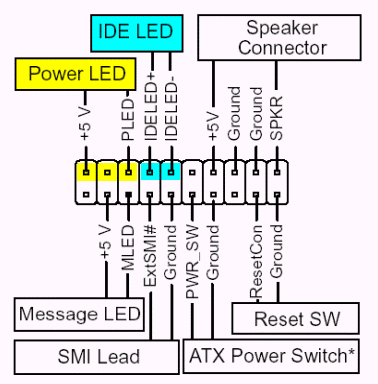 IDE LED
Speaker
Connector
Power LED
+5 V
PLED-
IDELED+
IDELED-
+5V
Ground
Ground
SPKR
+5 V
MLED
ExtSMI#
Ground
PWR_SW
Ground
ResetCon
Ground
Message LED
Reset SW
SMI Lead
ATX Power Switch*